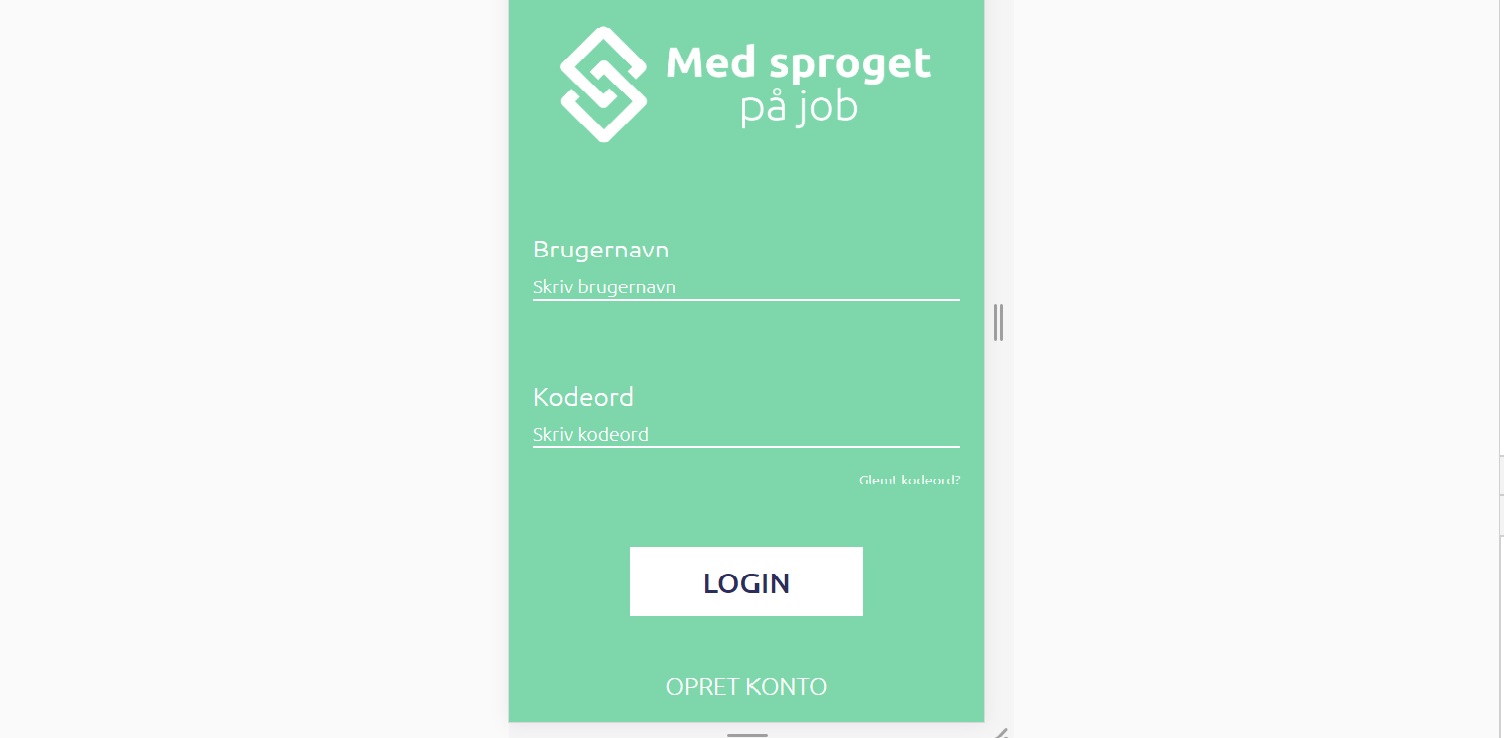 Med sproget
på job
Brugernavn
Skriv brugernavn
Kodeord
Skriv kodeord
Glemt kodeord?
LOGIN
OPRET KONTO